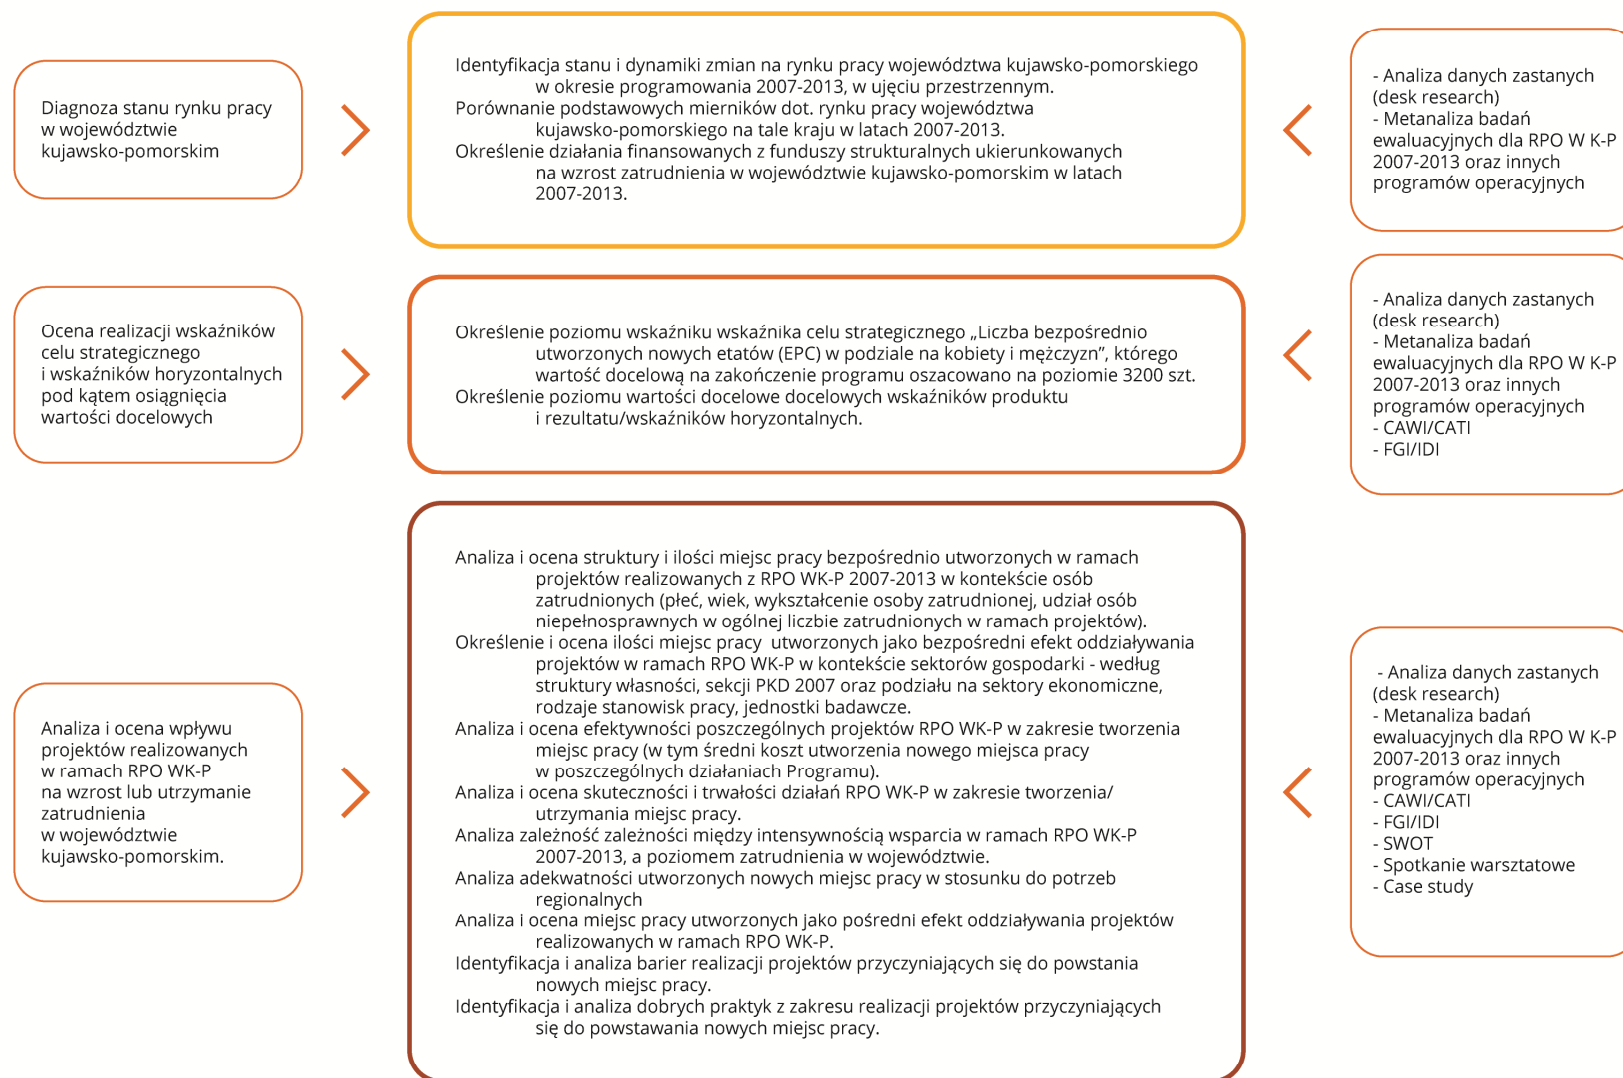 Diagnoza stanu rynku pracy
w województwie
kujawsko-pomorskim
Identyfikacja stanu i dynamiki zmian na rynku pracy województwa kujawsko-pomorskiego
w okresie programowania 2007-2013, w ujęciu przestrzennym.
Porównanie podstawowych mierników dot. rynku pracy województwa
kujawsko-pomorskiego na tale kraju w latach 2007-2013.
Określenie działania finansowanych z funduszy strukturalnych ukierunkowanych
na wzrost zatrudnienia w województwie kujawsko-pomorskim w latach
2007-2013.
- Analiza danych zastanych
(desk research)
- Metanaliza badań
ewaluacyjnych dla RPO W K-P
2007-2013 oraz innych
programów operacyjnych
Ocena realizacji wskaźników
celu strategicznego
i wskaźników horyzontalnych
pod kątem osiągnięcia
wartości docelowych
Określenie poziomu wskaźniku wskaźnika celu strategicznego „Liczba bezpośrednio
utworzonych nowych etatów (EPC) w podziale na kobiety i mężczyzn”, którego
wartość docelową na zakończenie programu oszacowano na poziomie 3200 szt.
Określenie poziomu wartości docelowe docelowych wskaźników produktu
i rezultatu/wskaźników horyzontalnych.
- Analiza danych zastanych
(desk research)
- Metanaliza badań
ewaluacyjnych dla RPO W K-P
2007-2013 oraz innych
programów operacyjnych
- CAWI/CATI
- FGI/IDI
Analiza i ocena wpływu
projektów realizowanych
w ramach RPO WK-P
na wzrost lub utrzymanie
zatrudnienia
w województwie
kujawsko-pomorskim.
Analiza i ocena struktury i ilości miejsc pracy bezpośrednio utworzonych w ramach
projektów realizowanych z RPO WK-P 2007-2013 w kontekście osób
zatrudnionych (płeć, wiek, wykształcenie osoby zatrudnionej, udział osób
niepełnosprawnych w ogólnej liczbie zatrudnionych w ramach projektów).
Określenie i ocena ilości miejsc pracy  utworzonych jako bezpośredni efekt oddziaływania
projektów w ramach RPO WK-P w kontekście sektorów gospodarki - według
struktury własności, sekcji PKD 2007 oraz podziału na sektory ekonomiczne,
rodzaje stanowisk pracy, jednostki badawcze.
Analiza i ocena efektywności poszczególnych projektów RPO WK-P w zakresie tworzenia
miejsc pracy (w tym średni koszt utworzenia nowego miejsca pracy
w poszczególnych działaniach Programu).
Analiza i ocena skuteczności i trwałości działań RPO WK-P w zakresie tworzenia/
utrzymania miejsc pracy.
Analiza zależność zależności między intensywnością wsparcia w ramach RPO WK-P
2007-2013, a poziomem zatrudnienia w województwie.
Analiza adekwatności utworzonych nowych miejsc pracy w stosunku do potrzeb
regionalnych
Analiza i ocena miejsc pracy utworzonych jako pośredni efekt oddziaływania projektów
realizowanych w ramach RPO WK-P.
Identyfikacja i analiza barier realizacji projektów przyczyniających się do powstania
nowych miejsc pracy.
Identyfikacja i analiza dobrych praktyk z zakresu realizacji projektów przyczyniających
się do powstawania nowych miejsc pracy.
- Analiza danych zastanych
(desk research)
- Metanaliza badań
ewaluacyjnych dla RPO W K-P
2007-2013 oraz innych
programów operacyjnych
- CAWI/CATI
- FGI/IDI
- SWOT
- Spotkanie warsztatowe
- Case study